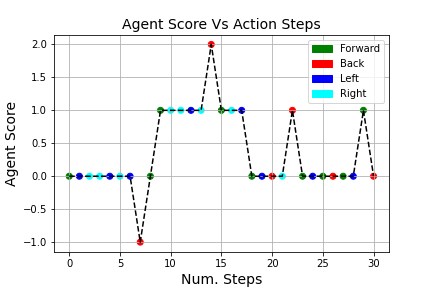 Agent Score Vs Action Steps
Agent Score
2.0
1.5
1.0
0.5
0.0
−0.5
−1.0
Forward
Back
Left
Right
0 5 10 15 20 25 30
Num. Steps